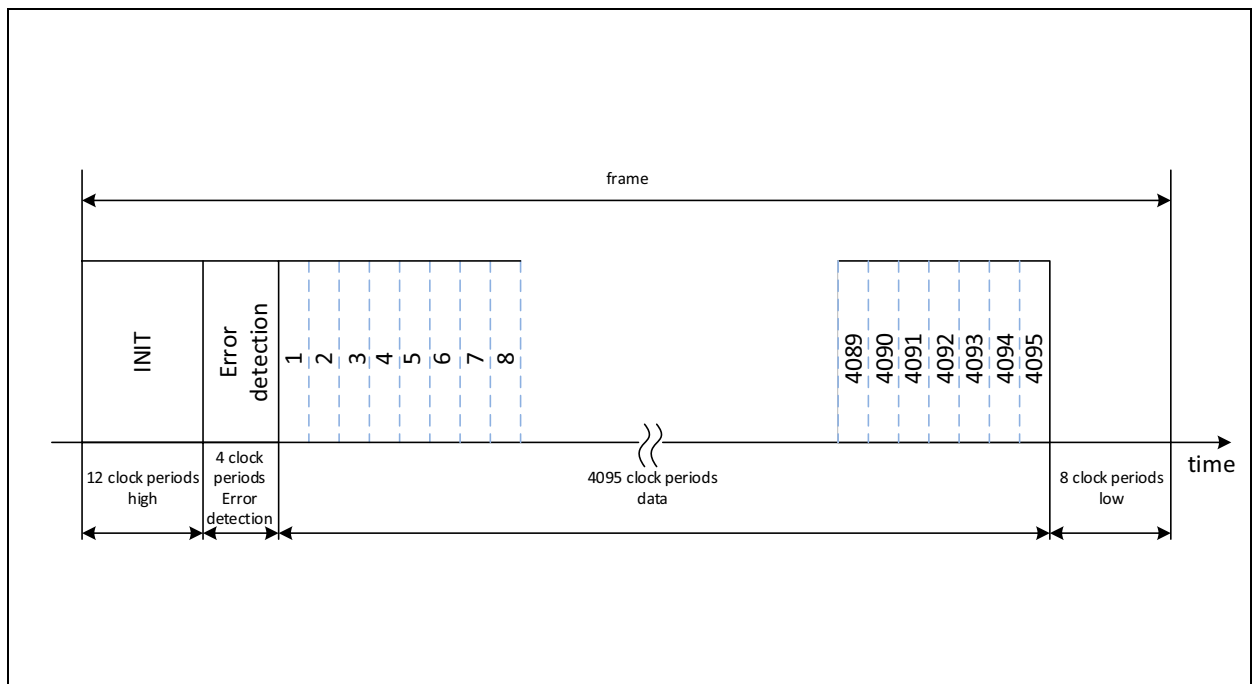 frame
INIT
Error
detection
1
2
3
4
5
6
7
8
4089
4090
4091
4092
4093
4094
4095
time
12 clock periods
high
4 clock
periods
Error
detection
4095 clock periods
data
8 clock periods
low